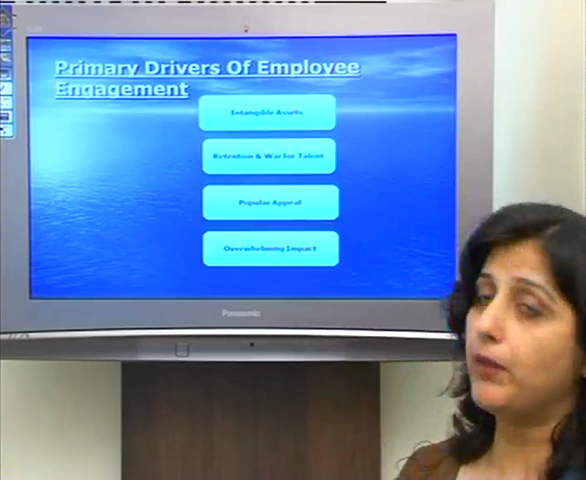 Primary Drivers Of Employee
Engagement
Intangible Assets
Retention & War for Talent
Popular Appeal
Overwhelming Impact
Panasonic